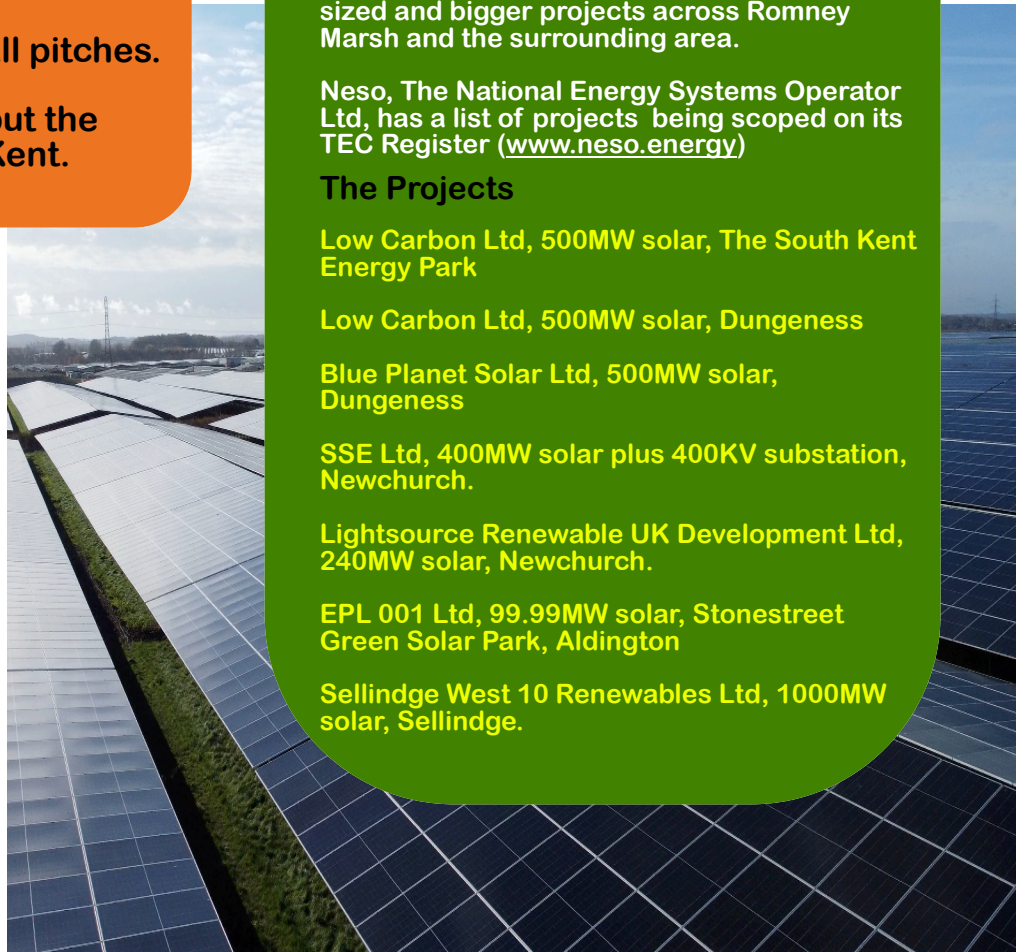 ll pitches.
out the
Kent.
sized and bigger projects across Romney
Marsh and the surrounding area.
Neso, The National Energy Systems Operator
Ltd, has a list of projects being scoped on its
TEC Register (www.neso.energy)
The Projects
Low Carbon Ltd, 500MW solar, The South Kent
Energy Park
Low Carbon Ltd, 500MW solar, Dungeness
Blue Planet Solar Ltd, 500MW solar,
Dungeness
SSE Ltd, 400MW solar plus 400KV substation,
Newchurch.
Lightsource Renewable UK Development Ltd,
240MW solar, Newchurch.
EPL 001 Ltd, 99.99MW solar, Stonestreet
Green Solar Park, Aldington
Sellindge West 10 Renewables Ltd, 1000MW
solar, Sellindge.